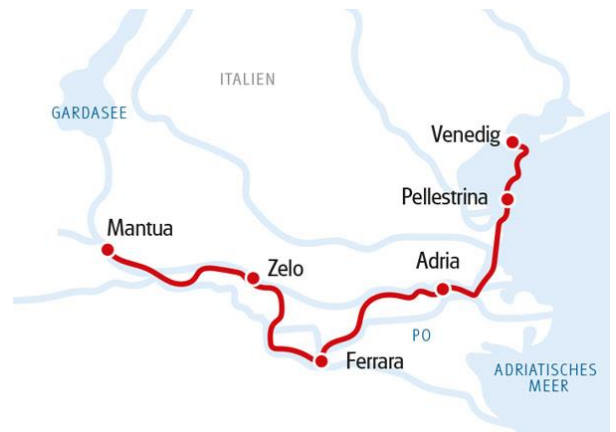 ITALIEN
GARDASEE
Venedig
Pellestrina
Mantua
Zelo
Adria
PO
Ferrara
ADRIATISCHES
MEER